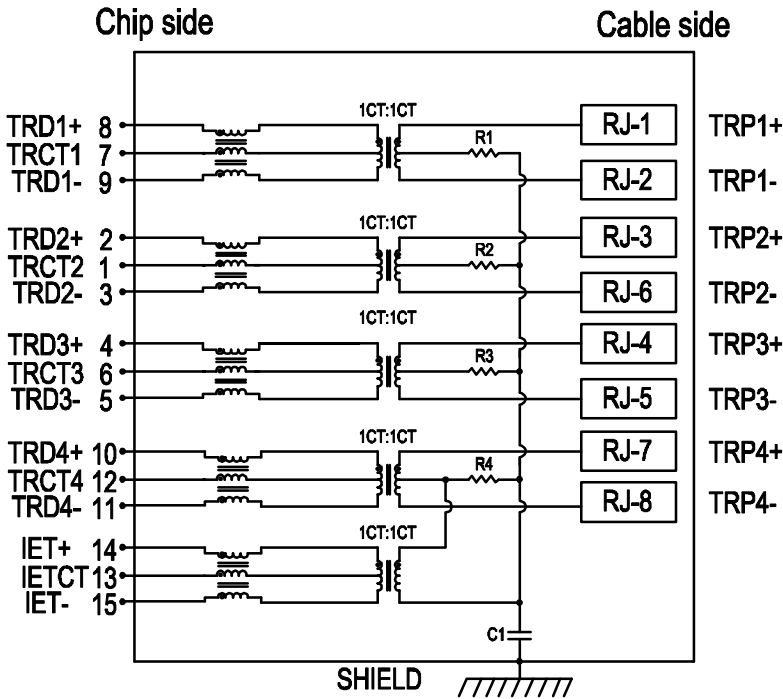 Chip side
Cable side
1CT:1CT
TRD1+ 8
RJ-1
TRP1+
R1
TRCT1 7
TRD1- 9
RJ-2
TRP1-
1CT:1CT
TRD2+ 2
RJ-3
TRP2+
R2
TRCT2 1
TRD2- 3
RJ-6
TRP2-
1CT:1CT
TRD3+ 4
RJ-4
TRP3+
R3
TRCT3 6
TRD3- 5
RJ-5
TRP3-
1CT:1CT
TRD4+ 10
RJ-7
TRP4+
R4
TRCT4 12
TRD4- 11
RJ-8
TRP4-
1CT:1CT
IET+ 14
IETCT 13
IET- 15
C1
SHIELD